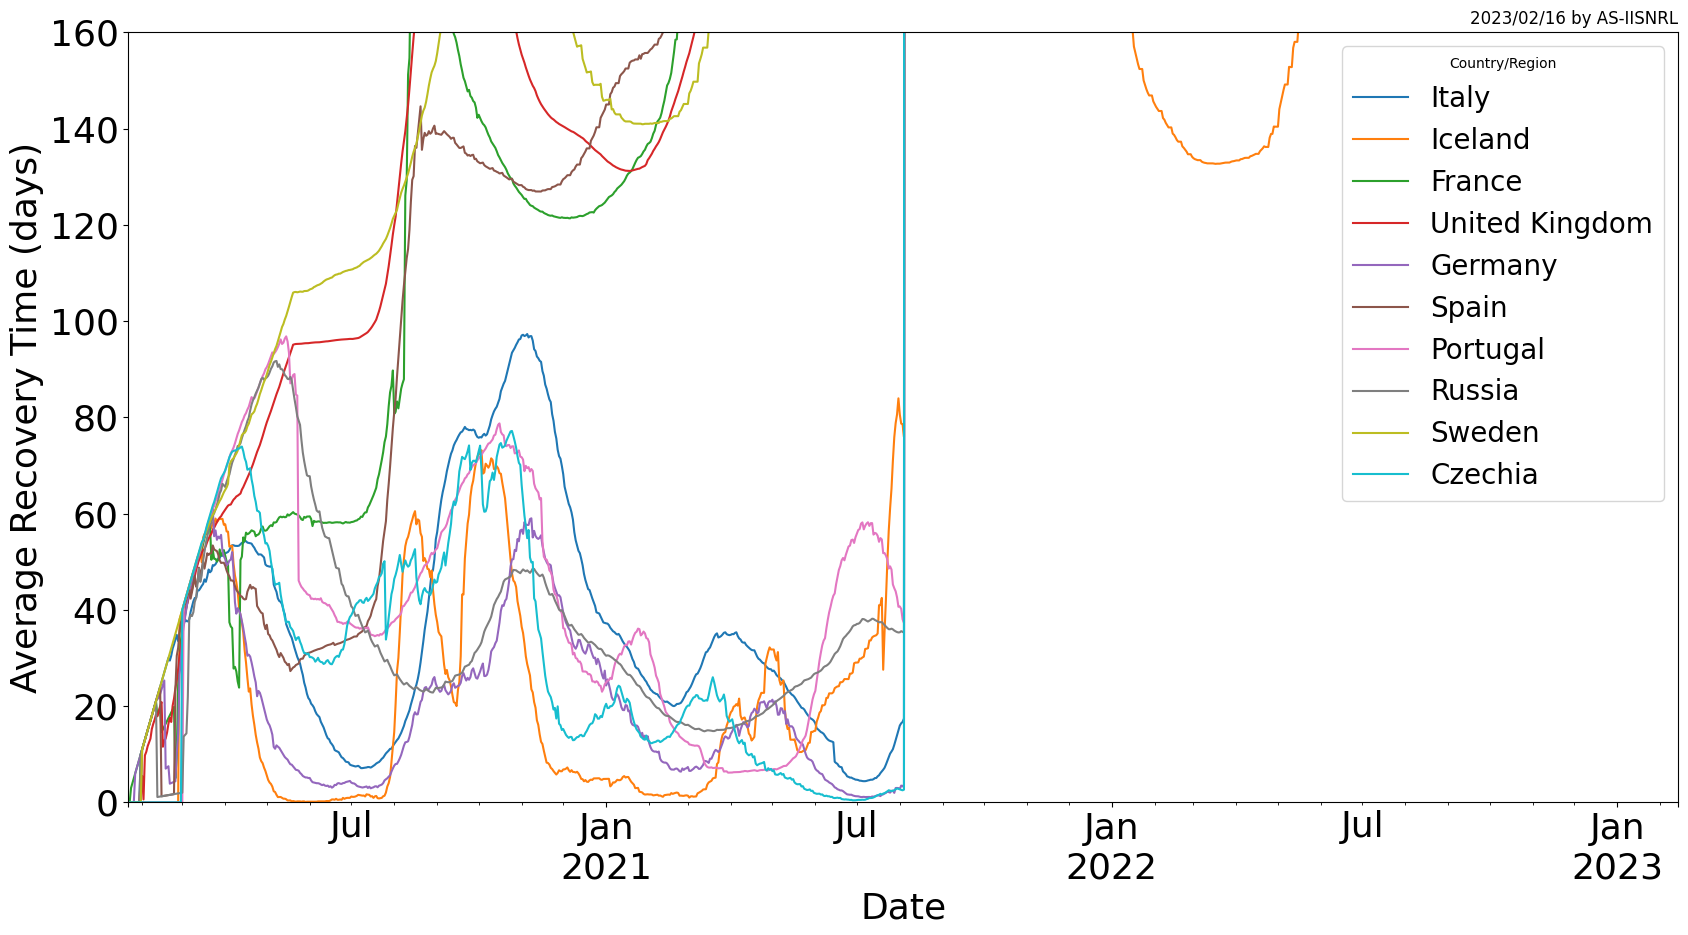 2023/02/16 by AS-IISNRL
160
140
120
100
80
60
40
20
0
Average Recovery Time (days)
Country/Region
Italy
Iceland
France
United Kingdom
Germany
Spain
Portugal
Russia
Sweden
Czechia
Jul
Jan
2021
Jul
Jan
2022
Jul
Jan
2023
Date